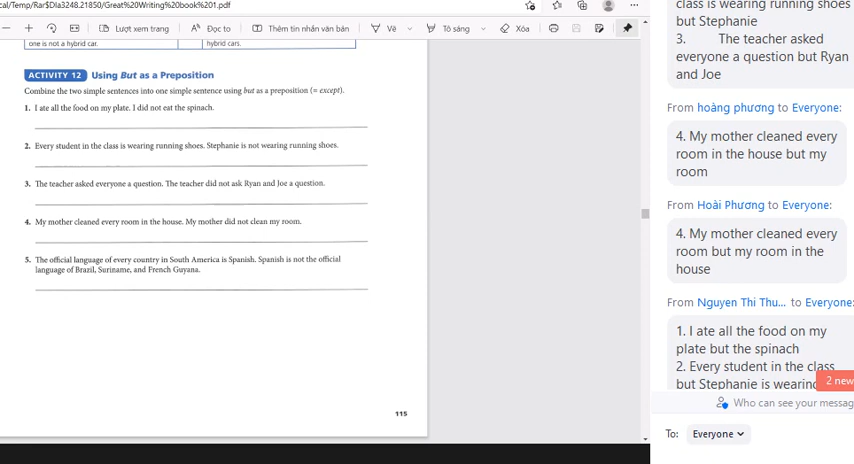 cal/Temp/Rar$DIa3248.21850/Great%20Writing%20book%201.pdf
Lượt xem trang
Đọc to
Thêm tin nhắn văn bản
Vẽ
Tô sáng
Xóa
one is not a hybrid car.
hybrid cars.
ACTIVITY 12 Using But as a Preposition
Combine the two simple sentences into one simple sentence using but as a preposition (= except).
1. I ate all the food on my plate. I did not eat the spinach.
2. Every student in the class is wearing running shoes. Stephanie is not wearing running shoes.
3. The teacher asked everyone a question. The teacher did not ask Ryan and Joe a question.
4. My mother cleaned every room in the house. My mother did not clean my room.
5. The official language of every country in South America is Spanish. Spanish is not the official
language of Brazil, Suriname, and French Guyana.
115
class is wearing running shoes
but Stephanie
3. The teacher asked
everyone a question but Ryan
and Joe
From hoàng phương to Everyone:
4. My mother cleaned every
room in the house but my
room
From Hoài Phương to Everyone:
4. My mother cleaned every
room but my room in the
house
From Nguyen Thi Thu... to Everyone:
1. I ate all the food on my
plate but the spinach
2. Every student in the class
but Stephanie is wearing
2 new
Who can see your messag
To: Everyone